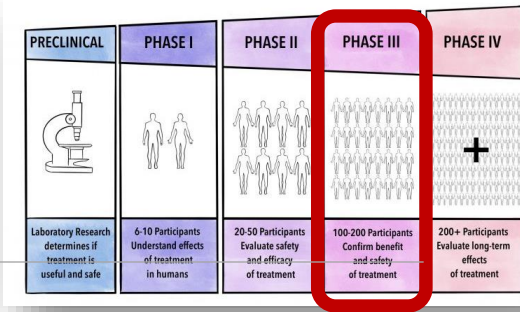 PRECLINICAL
Laboratory Research
determines if
treatment is
useful and safe
PHASE I
6-10 Participants
Understand effects
of treatment
in humans
PHASE II
20-50 Participants
Evaluate safety
and efficacy
of treatment
PHASE III
100-200 Participants
Confirm benefit
and safety
of treatment
PHASE IV
+
200+ Participants
Evaluate long-term
effects
of treatment